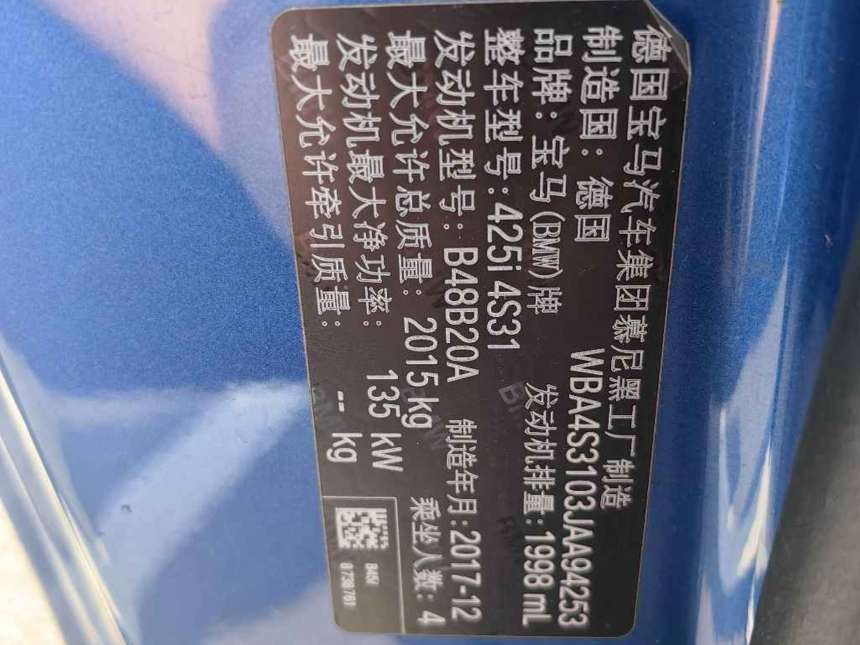 德国宝马汽车集团慕尼黑工厂制造
制造国: 德国 WBA4S3103JAA94253
品牌: 宝马(BMW)牌 发动机排量:1998 mL
整车型号:425i 4S31
发动机型号: B48B20A 制造年月:2017-12
最大允许总质量: 2015 kg 乘坐人数: 4
发动机最大净功率: 135 kW
最大允许牵引质量: -- kg
8738761